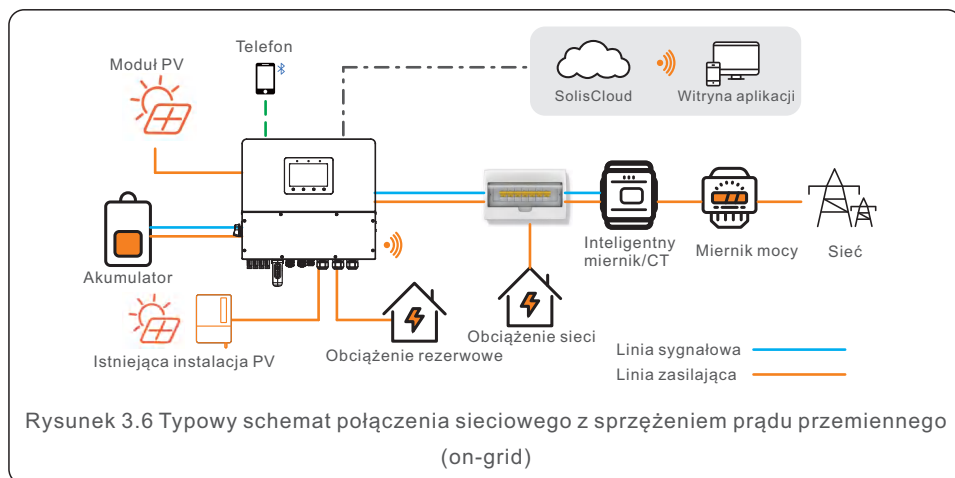 Telefon
Moduł PV
SolisCloud
Witryna aplikacji
Akumulator
Inteligentny
miernik/CT
Miernik mocy
Sieć
Istniejąca instalacja PV
Obciążenie rezerwowe
Obciążenie sieci
Linia sygnałowa
Linia zasilająca
Rysunek 3.6 Typowy schemat połączenia sieciowego z sprzężeniem prądu przemiennego
(on-grid)